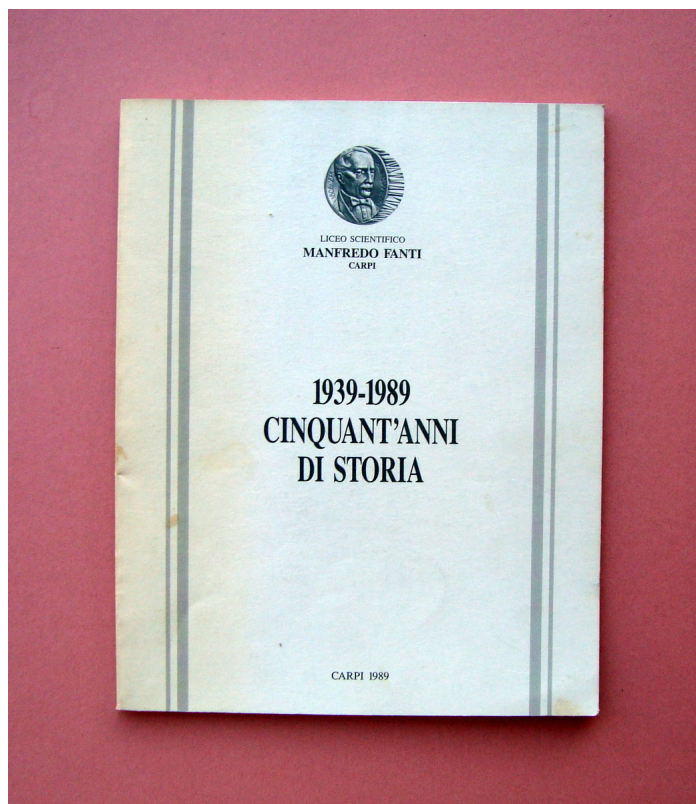 LICEO SCIENTIFICO
MANFREDO FANTI
CARPI
1939-1989
CINQUANT'ANNI
DI STORIA
CARPI 1989